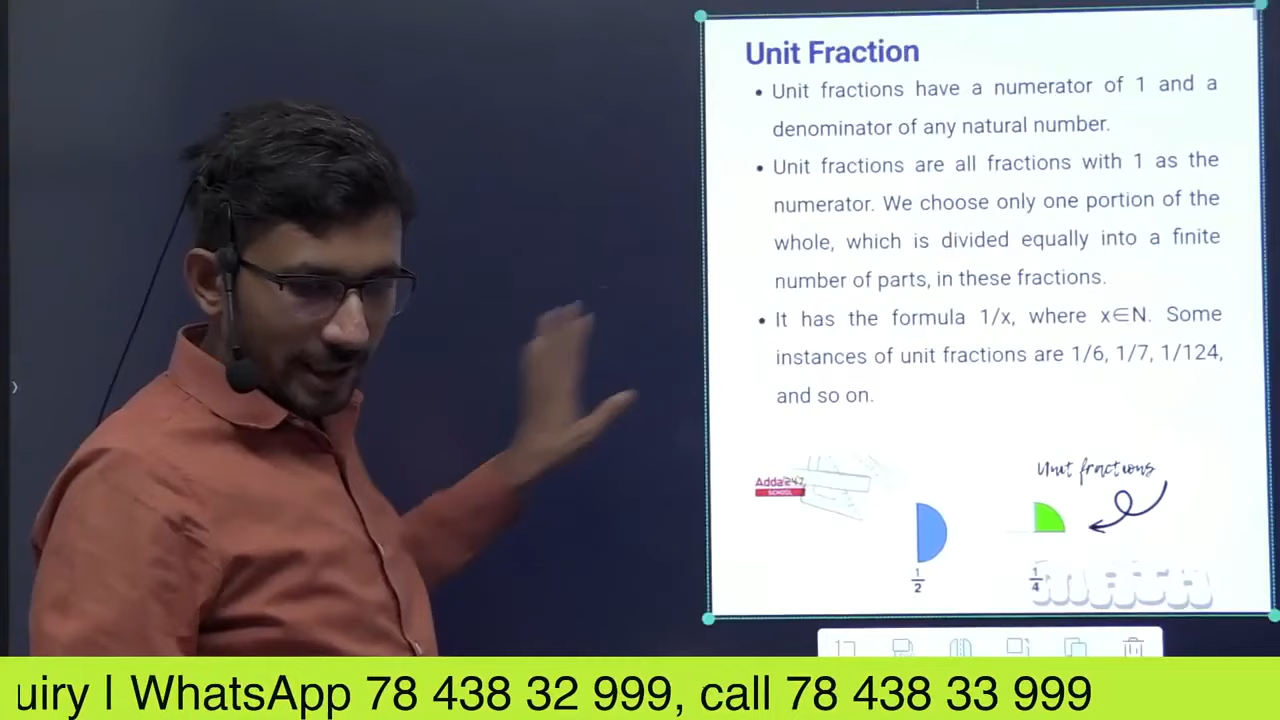 Unit Fraction
• Unit fractions have a numerator of 1 and a
denominator of any natural number.
• Unit fractions are all fractions with 1 as the
numerator. We choose only one portion of the
whole, which is divided equally into a finite
number of parts, in these fractions.
• It has the formula 1/x, where x∈N. Some
instances of unit fractions are 1/6, 1/7, 1/124,
and so on.
Unit fractions
Adda247
SCHOOL
1/2
1/4
MATH
uiry | WhatsApp 78 438 32 999, call 78 438 33 999